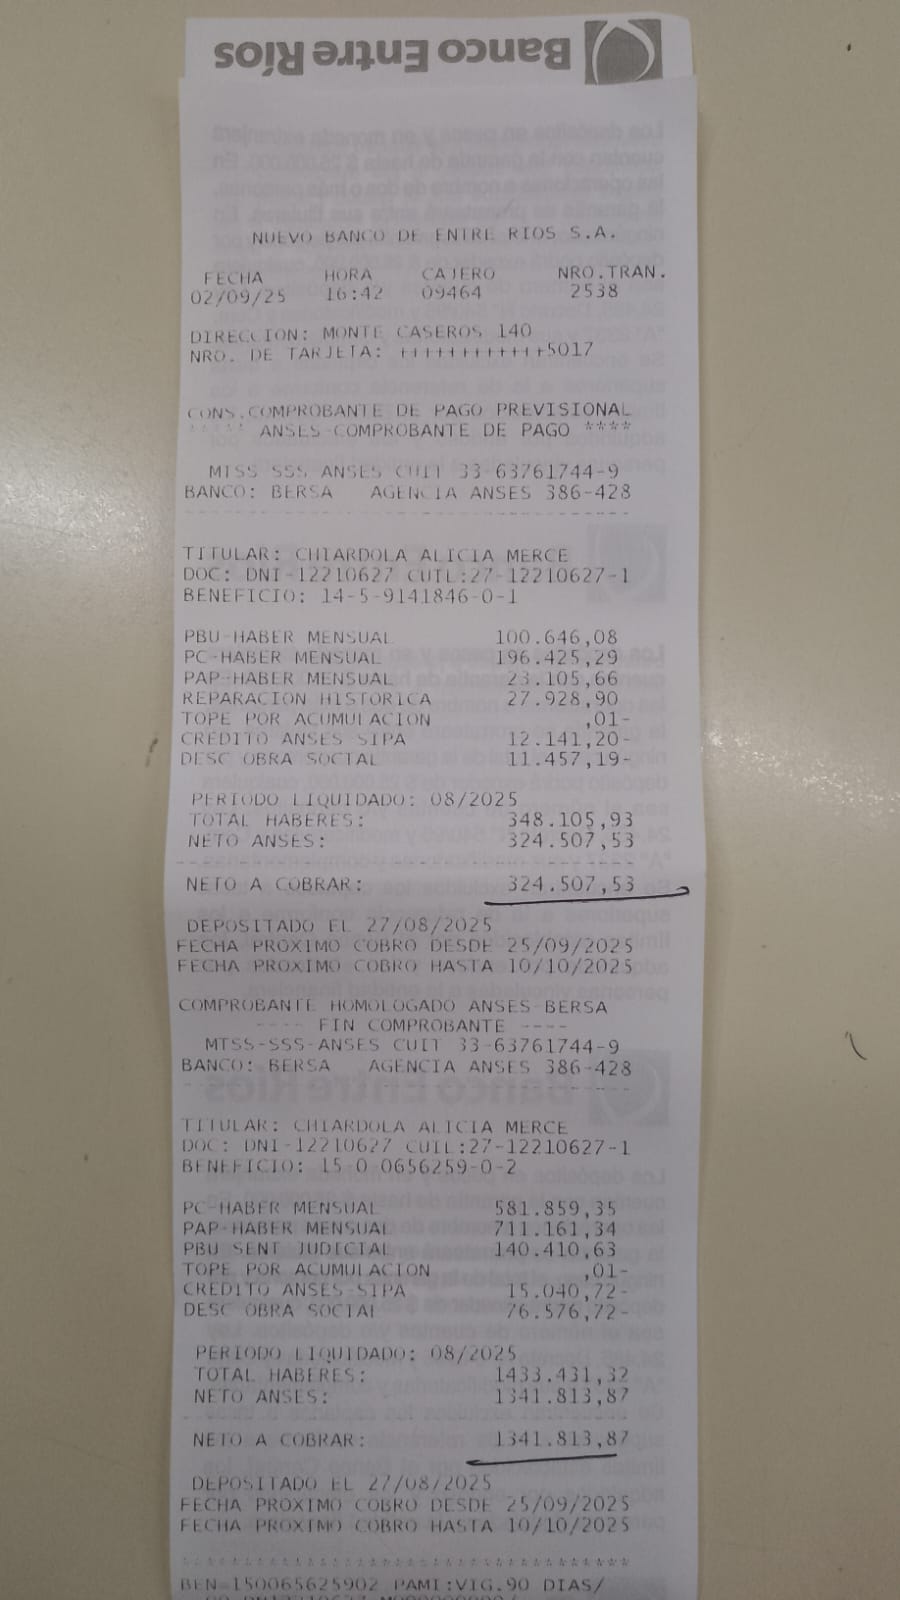 Banco Entre Ríos
NUEVO BANCO DE ENTRE RIOS S.A.
FECHA HORA CAJERO NRO.TRAN.
02/09/25 16:42 09464 2538
DIRECCION: MONTE CASEROS 140
NRO. DE TARJETA: ++++++++++++5017
CONS.COMPROBANTE DE PAGO PREVISIONAL
***** ANSES-COMPROBANTE DE PAGO ****
MTSS SSS ANSES CUIT 33-63761744-9
BANCO: BERSA AGENCIA ANSES 386-428
TITULAR: CHIARDOLA ALICIA MERCE
DOC: DNI-12210627 CUIL:27-12210627-1
BENEFICIO: 14-5-9141846-0-1
PBU-HABER MENSUAL 100.646,08
PC-HABER MENSUAL 196.425,29
PAP-HABER MENSUAL 23.105,66
REPARACION HISTORICA 27.928,90
TOPE POR ACUMULACION ,01-
CREDITO ANSES-SIPA 12.141,20-
DESC OBRA SOCIAL 11.457,19-
PERIODO LIQUIDADO: 08/2025
TOTAL HABERES: 348.105,93
NETO ANSES: 324.507,53
NETO A COBRAR: 324.507,53
DEPOSITADO EL 27/08/2025
FECHA PROXIMO COBRO DESDE 25/09/2025
FECHA PROXIMO COBRO HASTA 10/10/2025
COMPROBANTE HOMOLOGADO ANSES-BERSA
---- FIN COMPROBANTE ----
MTSS-SSS-ANSES CUIT 33-63761744-9
BANCO: BERSA AGENCIA ANSES 386-428
TITULAR: CHIARDOLA ALICIA MERCE
DOC: DNI-12210627 CUIL:27-12210627-1
BENEFICIO: 15-0-0656259-0-2
PC-HABER MENSUAL 581.859,35
PAP-HABER MENSUAL 711.161,34
PBU SENT JUDICIAL 140.410,63
TOPE POR ACUMULACION ,01-
CREDITO ANSES-SIPA 15.040,72-
DESC OBRA SOCIAL 76.576,72-
PERIODO LIQUIDADO: 08/2025
TOTAL HABERES: 1433.431,32
NETO ANSES: 1341.813,87
NETO A COBRAR: 1341.813,87
DEPOSITADO EL 27/08/2025
FECHA PROXIMO COBRO DESDE 25/09/2025
FECHA PROXIMO COBRO HASTA 10/10/2025
BEN-150065625902 PAMI:VIG.90 DIAS/